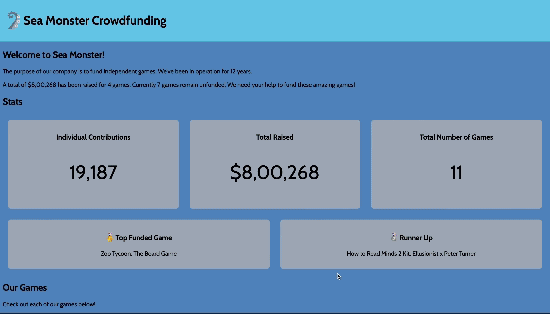 Sea Monster Crowdfunding
Welcome to Sea Monster!
The purpose of our company is to fund independent games. We've been in operation for 12 years.
A total of $8,00,268 has been raised for 4 games. Currently 7 games remain unfunded. We need your help to fund these amazing games!
Stats
Individual Contributions
19,187
Total Raised
$8,00,268
Total Number of Games
11
🥇 Top Funded Game
Zoo Tycoon: The Board Game
🥈 Runner Up
How to Read Minds 2 Kit: Ellusionist x Peter Turner
Our Games
Check out each of our games below!